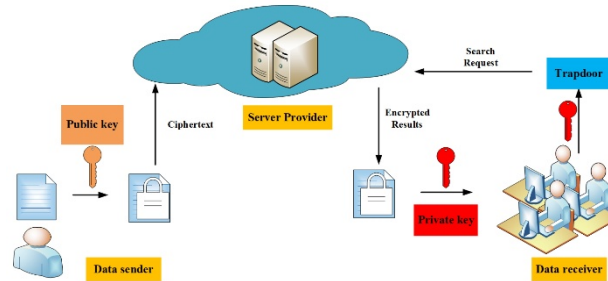 Search
Request
Trapdoor
Public key
Ciphertext
Server Provider
Encrypted
Results
Private key
Data sender
Data receiver